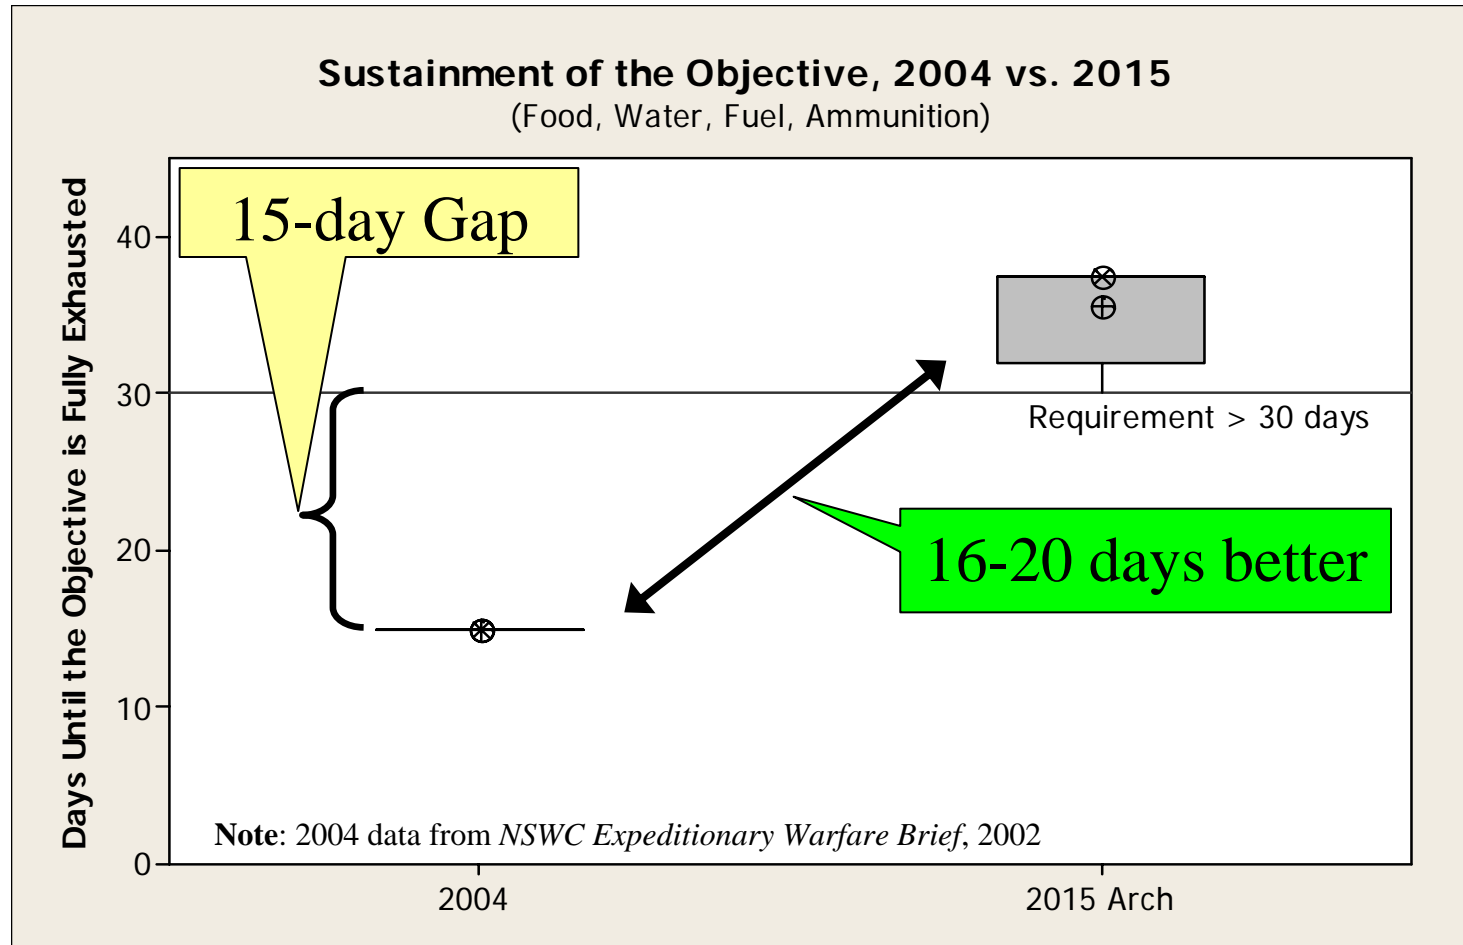 Sustainment of the Objective, 2004 vs. 2015
(Food, Water, Fuel, Ammunition)
Days Until the Objective is Fully Exhausted
40
30
20
10
0
15-day Gap
Requirement > 30 days
16-20 days better
Note: 2004 data from NSWC Expeditionary Warfare Brief, 2002
2004
2015 Arch